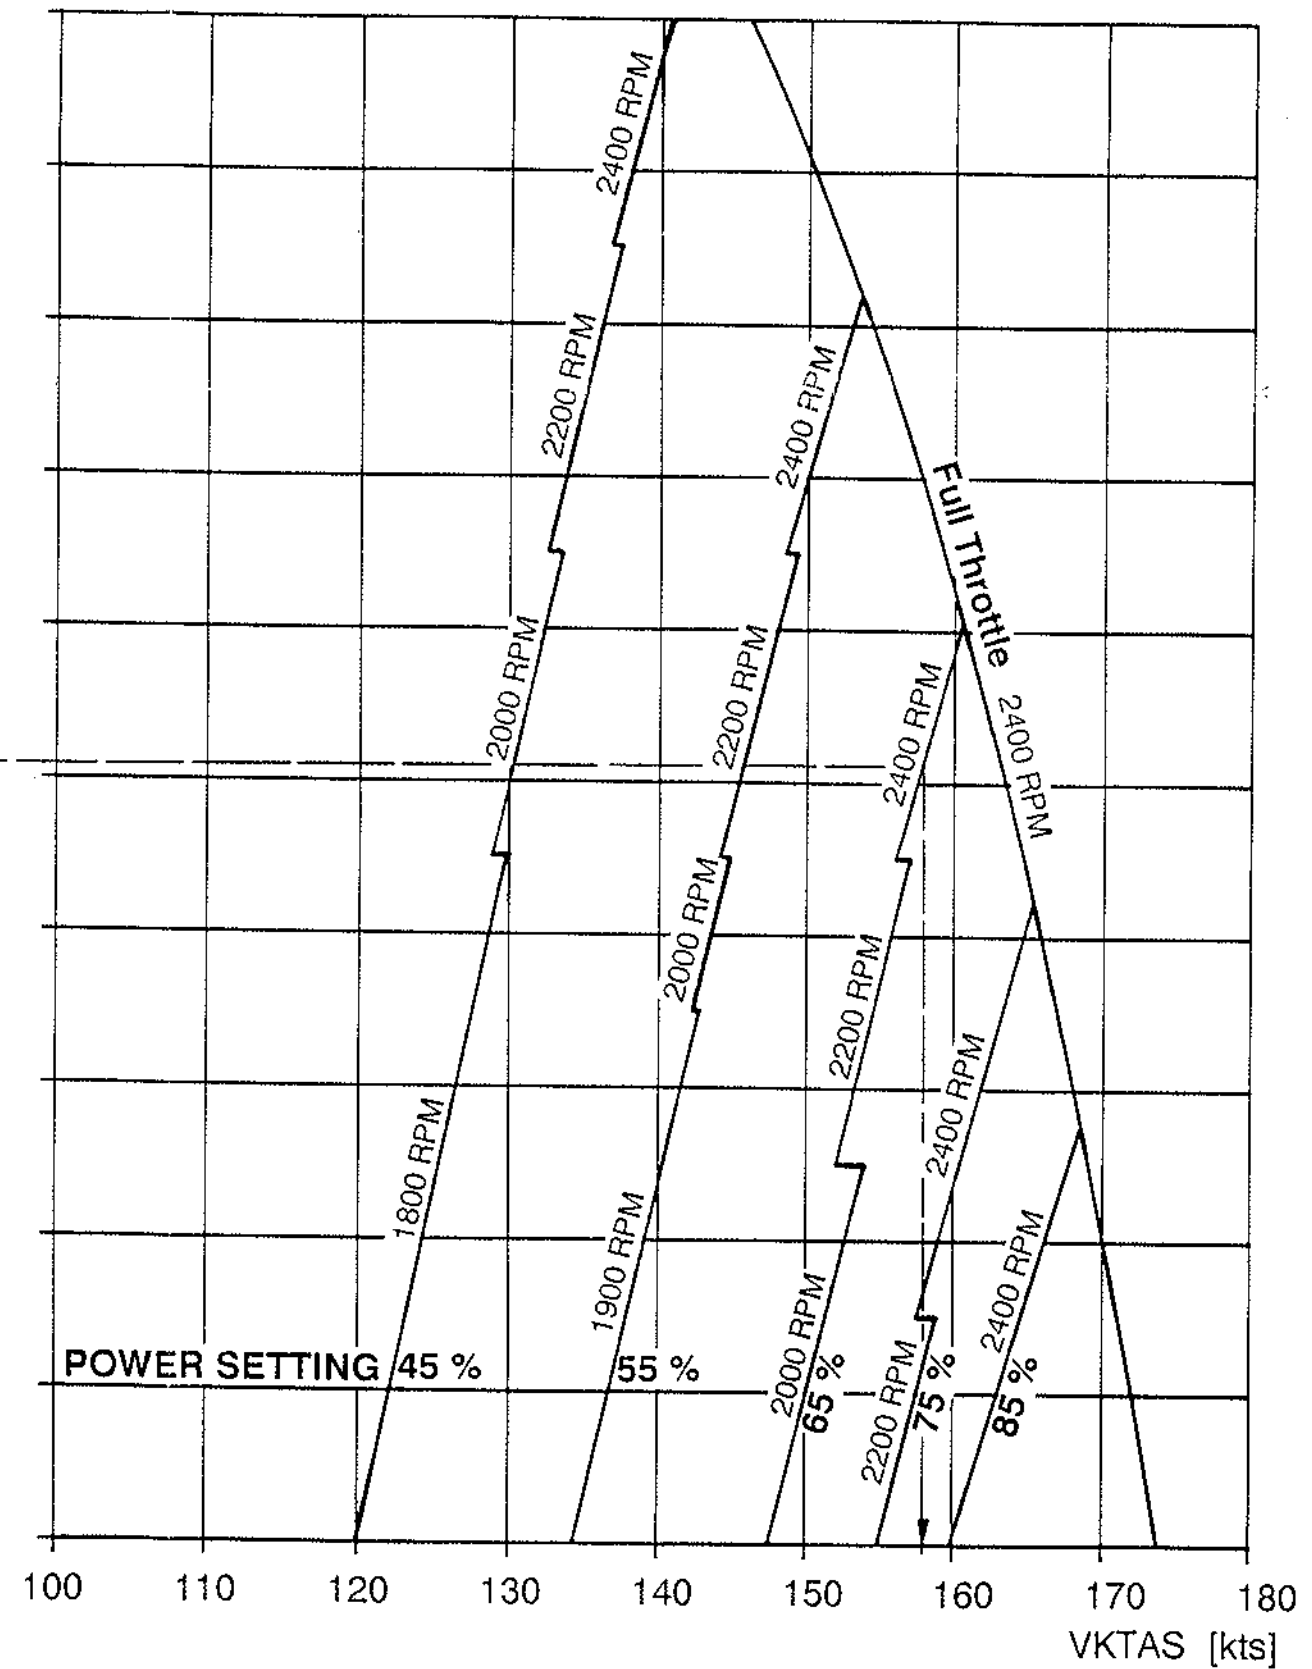 2400 RPM
2200 RPM
2400 RPM
Full Throttle 2400 RPM
2000 RPM
2200 RPM
2400 RPM
2000 RPM
2200 RPM
2400 RPM
1800 RPM
1900 RPM
2000 RPM
2200 RPM
2400 RPM
POWER SETTING 45 % 55 % 65 % 75 % 85 %
100 110 120 130 140 150 160 170 180
VKTAS [kts]